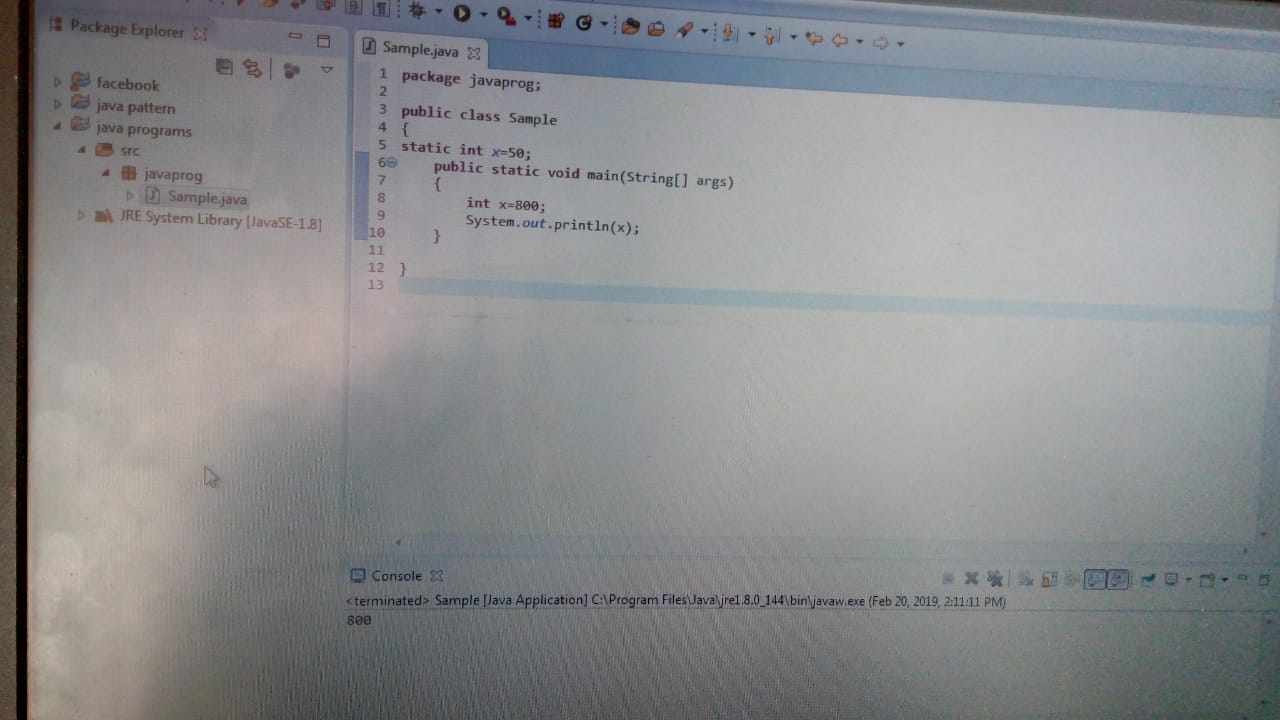 Package Explorer
facebook
java pattern
java programs
src
javaprog
Sample.java
JRE System Library [JavaSE-1.8]
Sample.java
1 package javaprog;
2
3 public class Sample
4 {
5 static int x=50;
6 public static void main(String[] args)
7 {
8 int x=800;
9 System.out.println(x);
10 }
11
12 }
13
Console
<terminated> Sample [Java Application] C:\Program Files\Java\jre1.8.0_144\bin\javaw.exe (Feb 20, 2019, 2:11:11 PM)
800